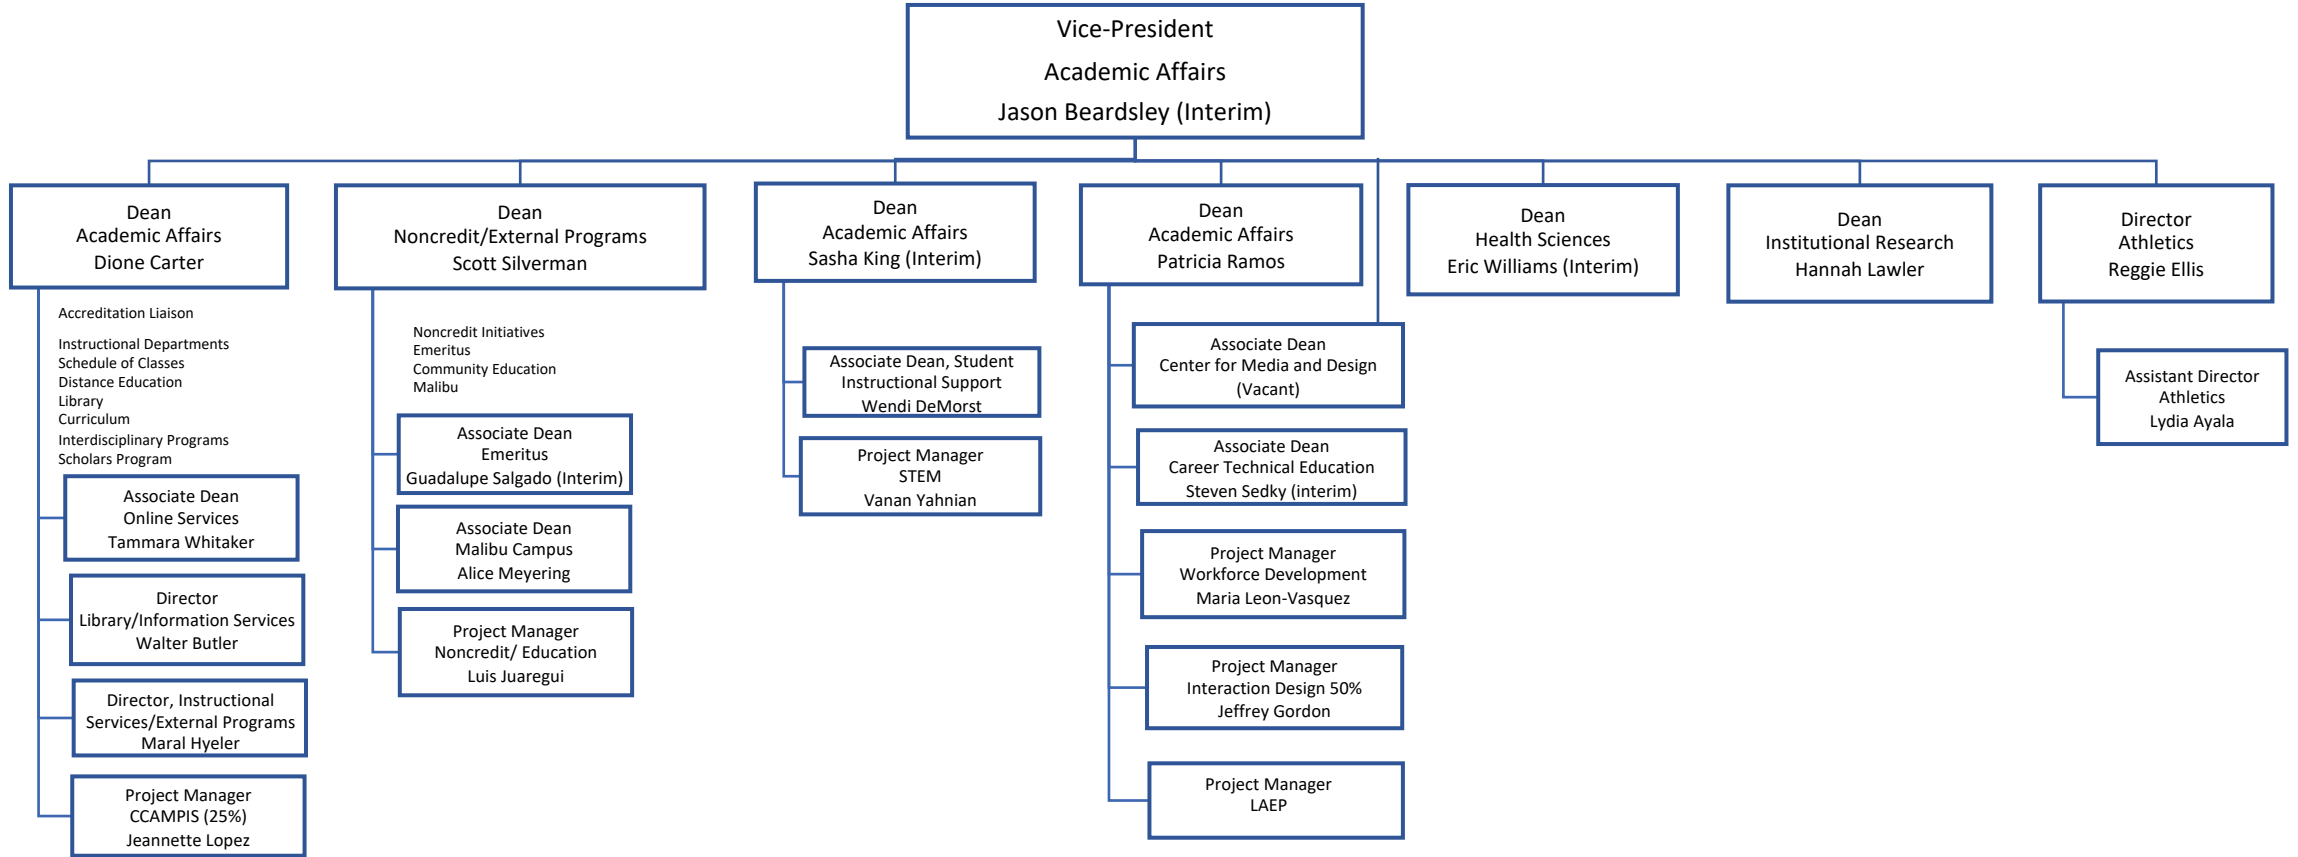 Vice-President
Academic Affairs
Jason Beardsley (Interim)
Dean
Academic Affairs
Dione Carter
Accreditation Liaison
Instructional Departments
Schedule of Classes
Distance Education
Library
Curriculum
Interdisciplinary Programs
Scholars Program
Associate Dean
Online Services
Tammara Whitaker
Director
Library/Information Services
Walter Butler
Director, Instructional
Services/External Programs
Maral Hyeler
Project Manager
CCAMPIS (25%)
Jeannette Lopez
Dean
Noncredit/External Programs
Scott Silverman
Noncredit Initiatives
Emeritus
Community Education
Malibu
Associate Dean
Emeritus
Guadalupe Salgado (Interim)
Associate Dean
Malibu Campus
Alice Meyering
Project Manager
Noncredit/ Education
Luis Juaregui
Dean
Academic Affairs
Sasha King (Interim)
Associate Dean, Student
Instructional Support
Wendi DeMorst
Project Manager
STEM
Vanan Yahnian
Dean
Academic Affairs
Patricia Ramos
Associate Dean
Center for Media and Design
(Vacant)
Associate Dean
Career Technical Education
Steven Sedky (interim)
Project Manager
Workforce Development
Maria Leon-Vasquez
Project Manager
Interaction Design 50%
Jeffrey Gordon
Project Manager
LAEP
Dean
Health Sciences
Eric Williams (Interim)
Dean
Institutional Research
Hannah Lawler
Director
Athletics
Reggie Ellis
Assistant Director
Athletics
Lydia Ayala